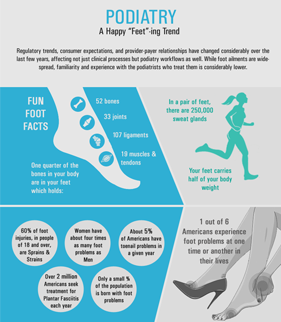 PODIATRY
A Happy "Feet"-ing Trend
Regulatory trends, consumer expectations, and provider-payer relationships have changed considerably over the
last few years, affecting not just clinical processes but podiatry workflows as well. While foot ailments are wide-
spread, familiarity and experience with the podiatrists who treat them is considerably lower.
FUN
FOOT
FACTS
One quarter of the
bones in your body
are in your feet
which holds:
52 bones
33 joints
107 ligaments
19 muscles &
tendons
In a pair of feet,
there are 250,000
sweat glands
Your feet carries
half of your body
weight
60% of foot
injuries, in people
of 18 and over,
are Sprains &
Strains
Women have
about four times
as many foot
problems as
Men
About 5%
of Americans have
toenail problems in
a given year
Over 2 million
Americans seek
treatment for
Plantar Fasciitis
each year
Only a small %
of the population
is born with foot
problems
1 out of 6
Americans experience
foot problems at one
time or another in
their lives